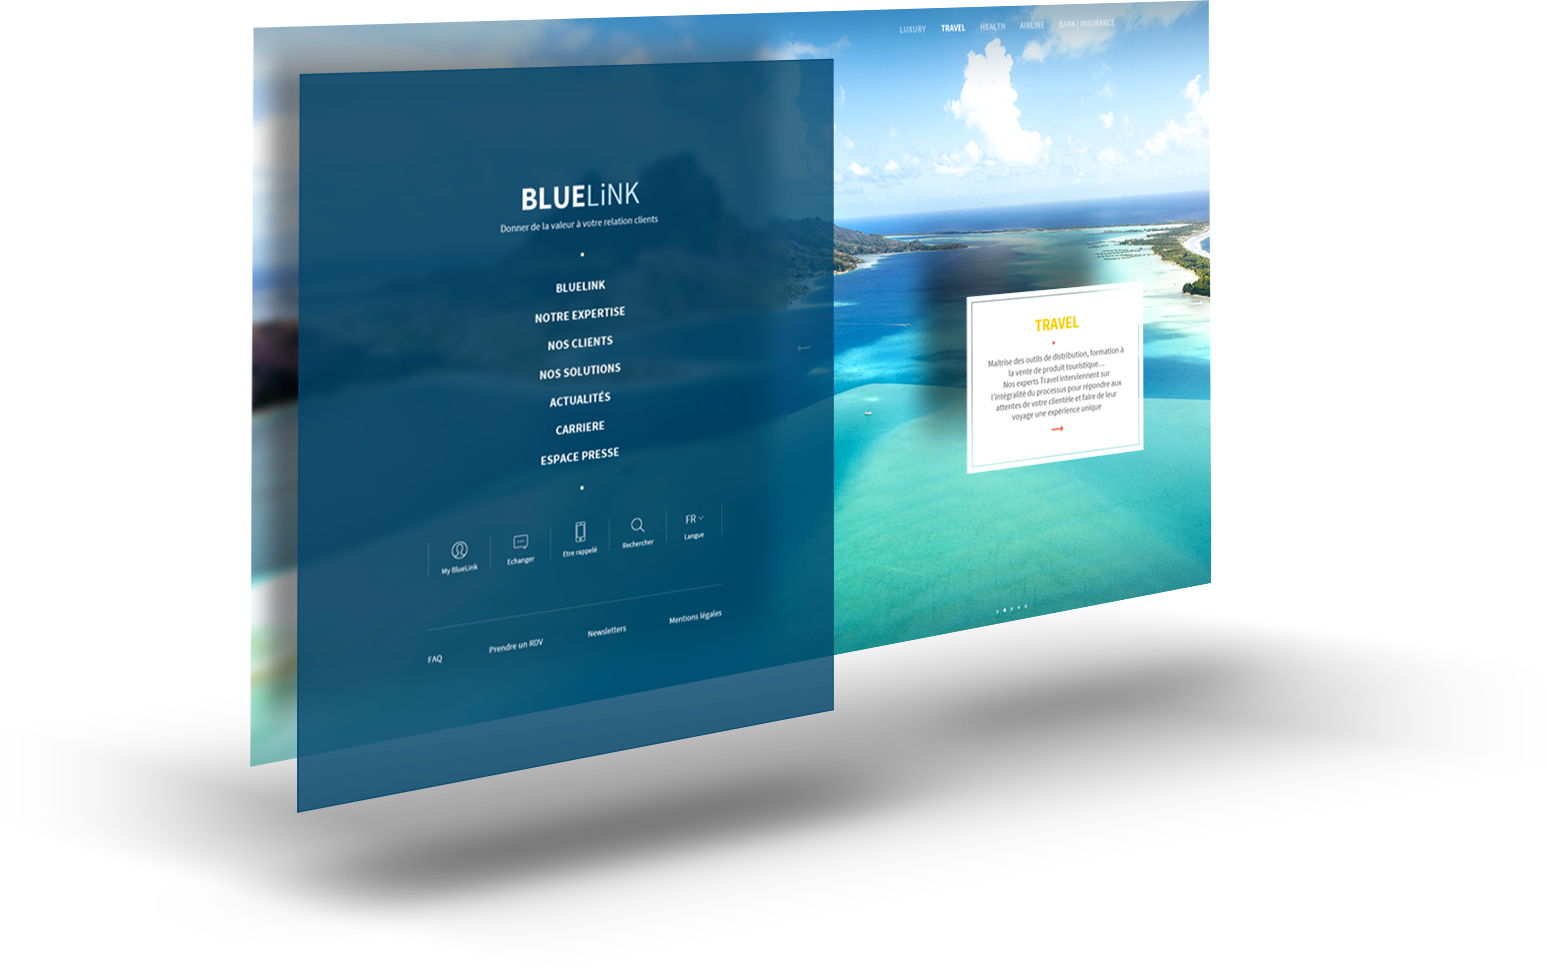 LUXURY TRAVEL HEALTH AIRLINE BANK | INSURANCE
BLUELiNK
Donner de la valeur à votre relation clients
BLUELINK
NOTRE EXPERTISE
NOS CLIENTS
NOS SOLUTIONS
ACTUALITÉS
CARRIERE
ESPACE PRESSE
My BlueLink
Echanger
Etre rappelé
Rechercher
FR
Langue
FAQ
Prendre un RDV
Newsletters
Mentions légales
TRAVEL
Maîtrise des outils de distribution, formation à
la vente de produit touristique...
Nos experts Travel interviennent sur
l'intégralité du processus pour répondre aux
attentes de votre clientèle et faire de leur
voyage une expérience unique